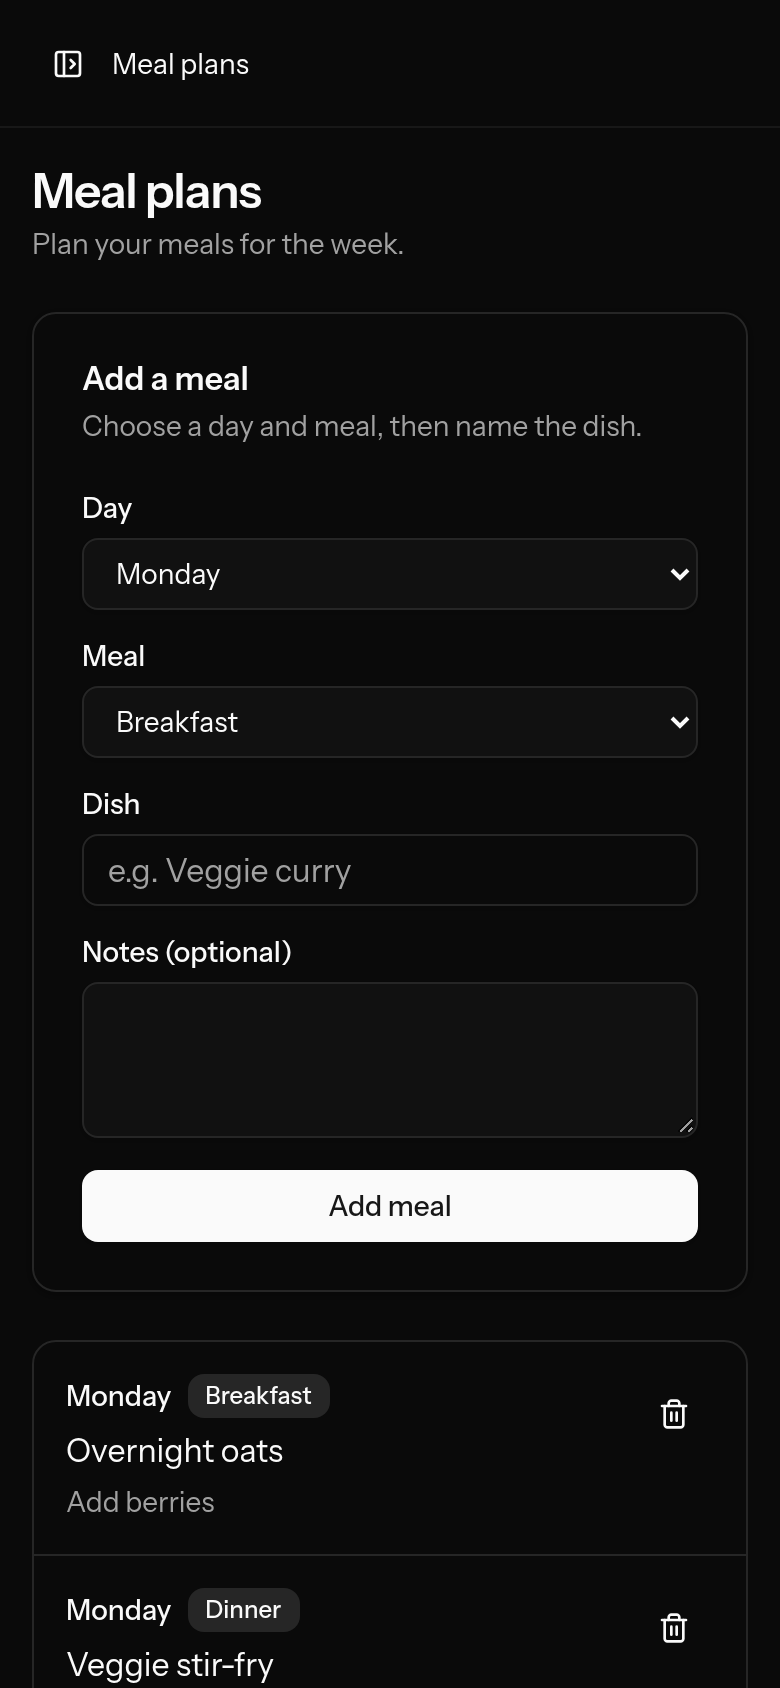 Meal plans
Meal plans
Plan your meals for the week.
Add a meal
Choose a day and meal, then name the dish.
Day
Monday
Meal
Breakfast
Dish
e.g. Veggie curry
Notes (optional)
Add meal
Monday Breakfast
Overnight oats
Add berries
Monday Dinner
Veggie stir-fry